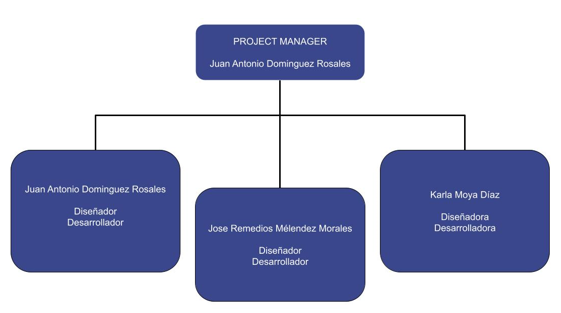 PROJECT MANAGER
Juan Antonio Dominguez Rosales
Juan Antonio Dominguez Rosales
Diseñador
Desarrollador
Jose Remedios Mélendez Morales
Diseñador
Desarrollador
Karla Moya Díaz
Diseñadora
Desarrolladora